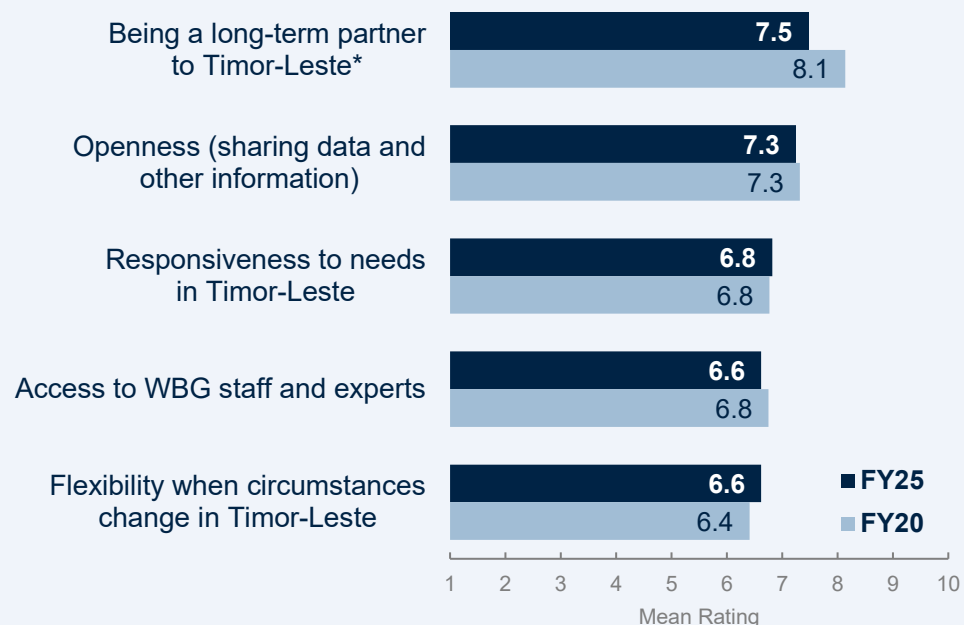 Being a long-term partner
to Timor-Leste*
7.5
8.1
Openness (sharing data and
other information)
7.3
7.3
Responsiveness to needs
in Timor-Leste
6.8
6.8
Access to WBG staff and experts
6.6
6.8
Flexibility when circumstances
change in Timor-Leste
6.6
6.4
FY25
FY20
1 2 3 4 5 6 7 8 9 10
Mean Rating